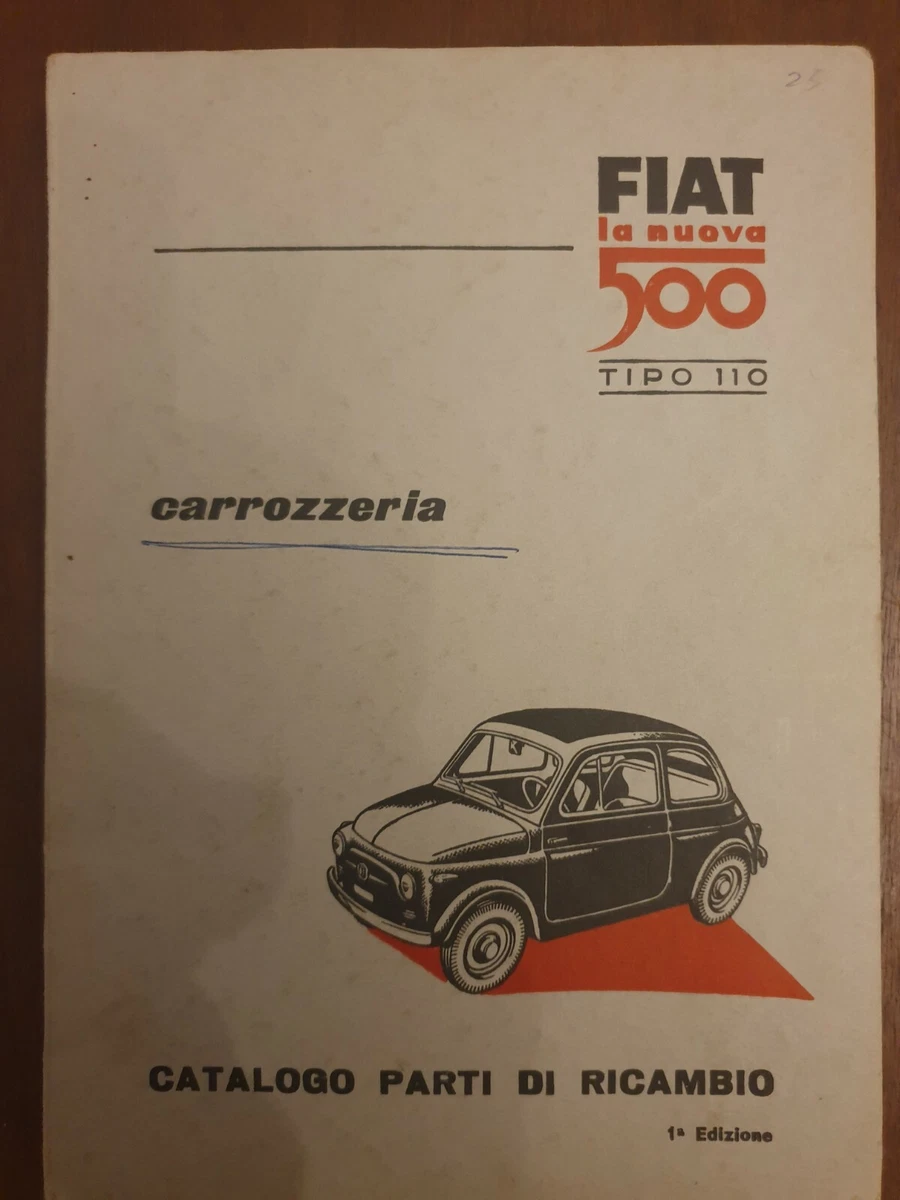 25
FIAT
la nuova
500
TIPO 110
carrozzeria
CATALOGO PARTI DI RICAMBIO
1ª Edizione